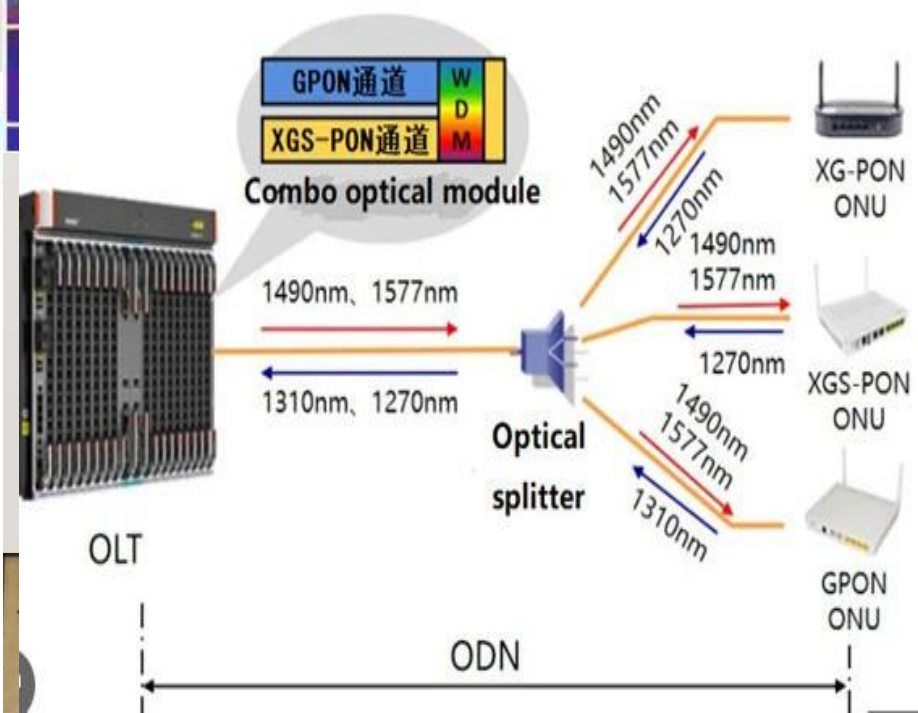 GPON通道
XGS-PON通道
W
D
M
Combo optical module
1490nm、1577nm
1310nm、1270nm
OLT
Optical
splitter
1490nm
1577nm
1270nm
XG-PON
ONU
1490nm
1577nm
1270nm
XGS-PON
ONU
1490nm
1577nm
1310nm
GPON
ONU
ODN